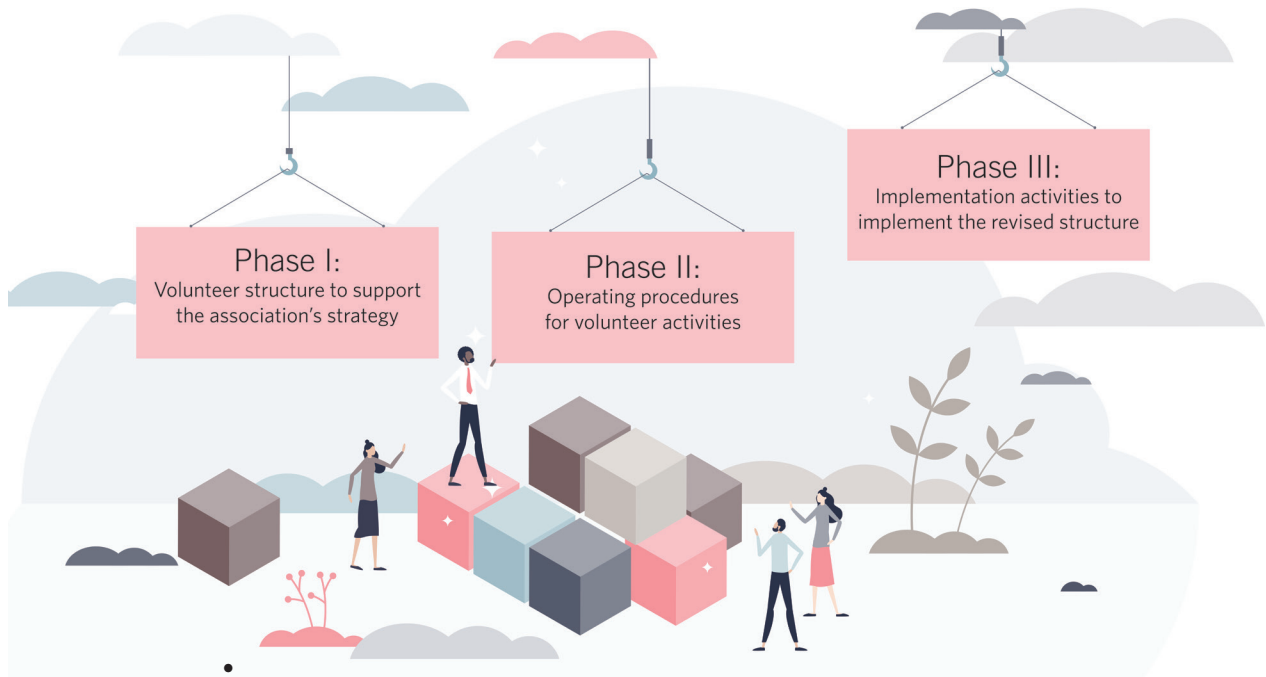 Phase I:
Volunteer structure to support
the association’s strategy
Phase II:
Operating procedures
for volunteer activities
Phase III:
Implementation activities to
implement the revised structure